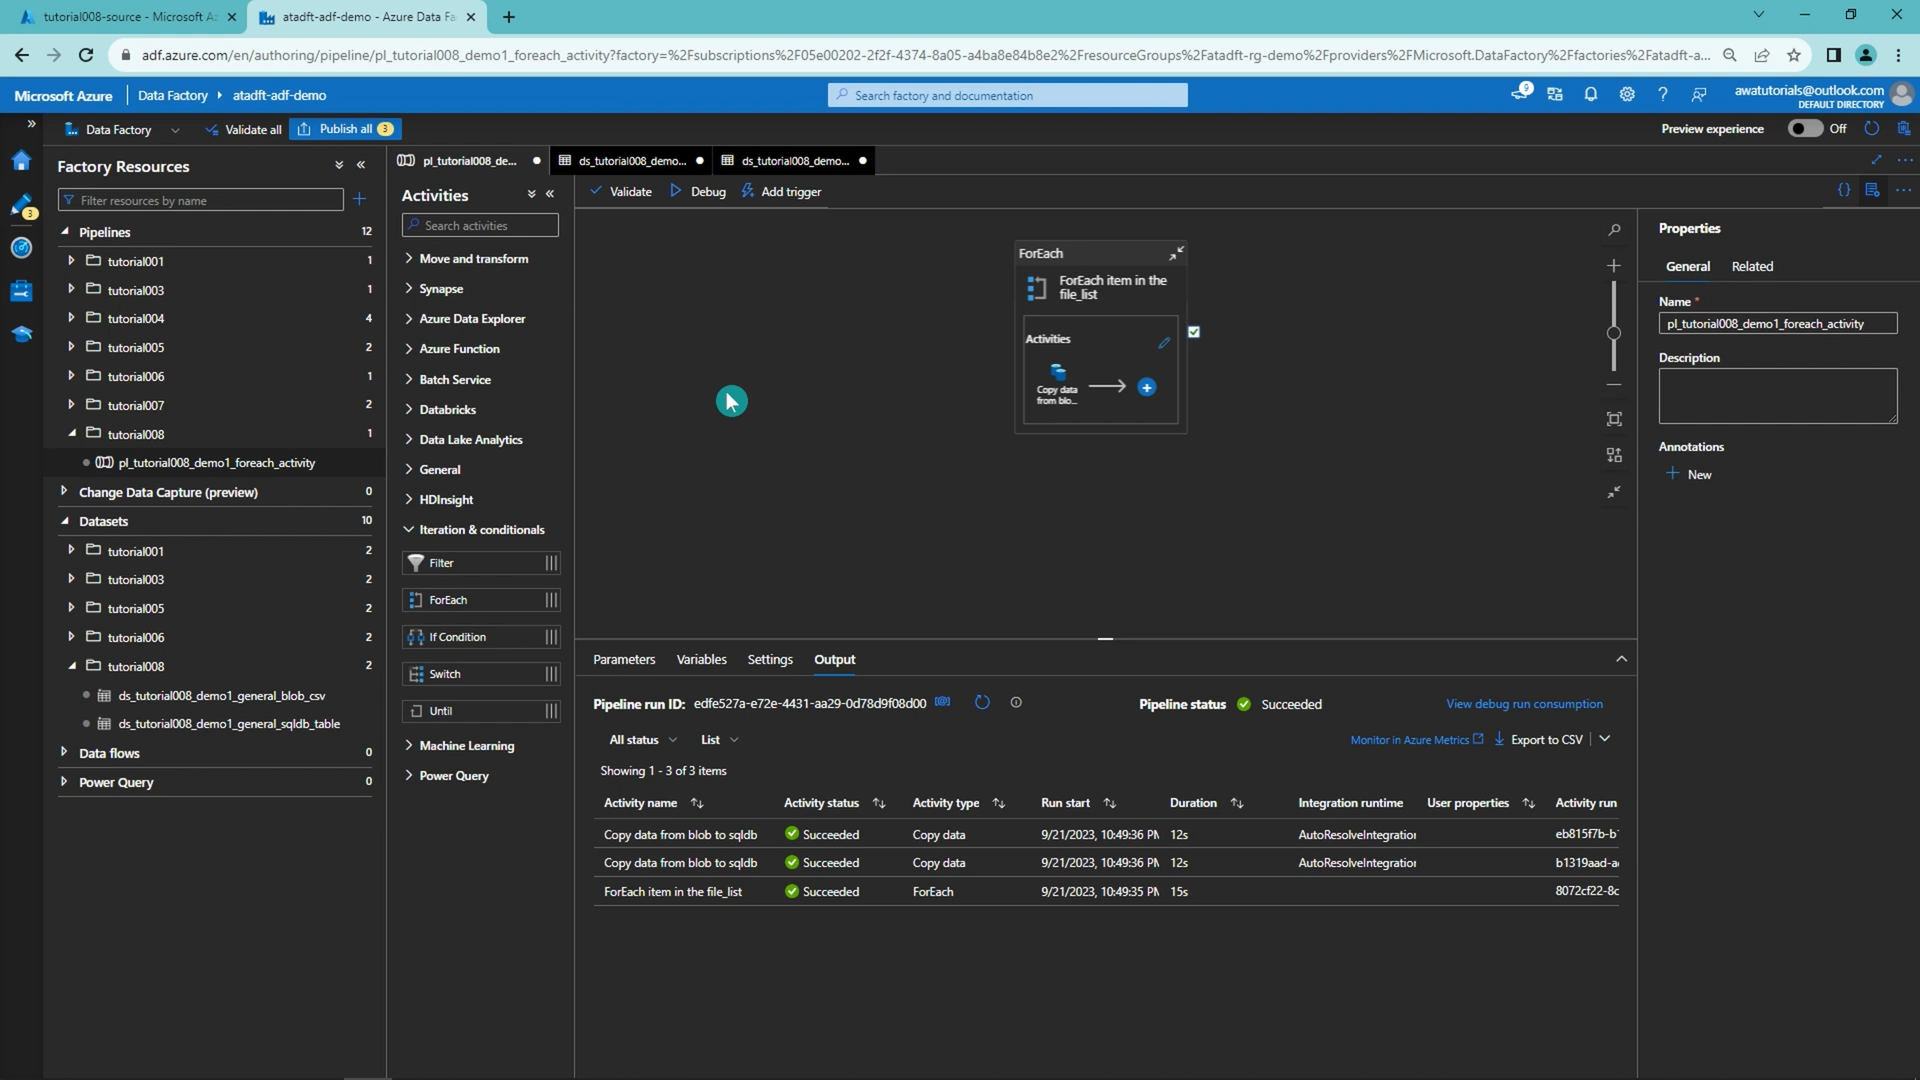 tutorial008-source - Microsoft A
atadft-adf-demo - Azure Data Fa
adf.azure.com/en/authoring/pipeline/pl_tutorial008_demo1_foreach_activity?factory=%2Fsubscriptions%2F05e00202-2f2f-4374-8a05-a4ba8e84b8e2%2FresourceGroups%2Fatadft-rg-demo%2Fproviders%2FMicrosoft.DataFactory%2Ffactories%2Fatadft-a...
Microsoft Azure
Data Factory
atadft-adf-demo
Search factory and documentation
9
awatutorials@outlook.com
DEFAULT DIRECTORY
Data Factory
Validate all
Publish all 3
Preview experience
Off
3
Factory Resources
Filter resources by name
Pipelines 12
tutorial001 1
tutorial003 1
tutorial004 4
tutorial005 2
tutorial006 1
tutorial007 2
tutorial008 1
pl_tutorial008_demo1_foreach_activity
Change Data Capture (preview) 0
Datasets 10
tutorial001 2
tutorial003 2
tutorial005 2
tutorial006 2
tutorial008 2
ds_tutorial008_demo1_general_blob_csv
ds_tutorial008_demo1_general_sqldb_table
Data flows 0
Power Query 0
pl_tutorial008_de...
ds_tutorial008_demo...
ds_tutorial008_demo...
Activities
Search activities
Move and transform
Synapse
Azure Data Explorer
Azure Function
Batch Service
Databricks
Data Lake Analytics
General
HDInsight
Iteration & conditionals
Filter
ForEach
If Condition
Switch
Until
Machine Learning
Power Query
Validate
Debug
Add trigger
ForEach
ForEach item in the
file_list
Activities
Copy data
from blo...
Parameters
Variables
Settings
Output
Pipeline run ID: edfe527a-e72e-4431-aa29-0d78d9f08d00
Pipeline status Succeeded
View debug run consumption
All status
List
Monitor in Azure Metrics
Export to CSV
Showing 1 - 3 of 3 items
Activity name Activity status Activity type Run start Duration Integration runtime User properties Activity run
Copy data from blob to sqldb Succeeded Copy data 9/21/2023, 10:49:36 PM 12s AutoResolveIntegration eb815f7b-b
Copy data from blob to sqldb Succeeded Copy data 9/21/2023, 10:49:36 PM 12s AutoResolveIntegration b1319aad-a
ForEach item in the file_list Succeeded ForEach 9/21/2023, 10:49:35 PM 15s 8072cf22-8c
Properties
General
Related
Name *
pl_tutorial008_demo1_foreach_activity
Description
Annotations
New